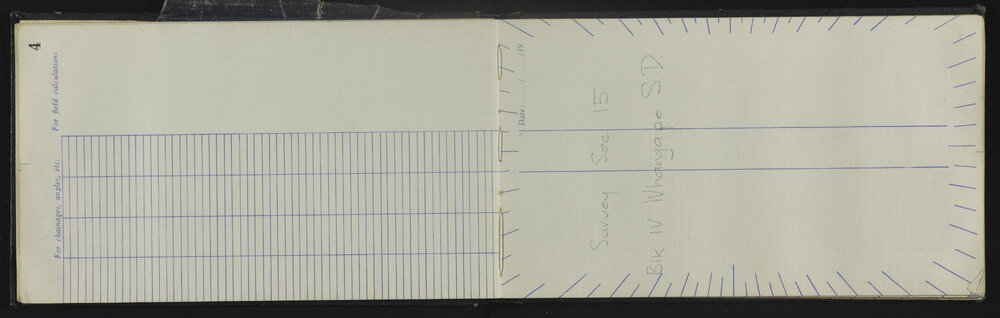 4
For field calculations
For chainages, angles, etc.
Date: ..../..../19
Survey Sec 15
Blk IV Whangape SD